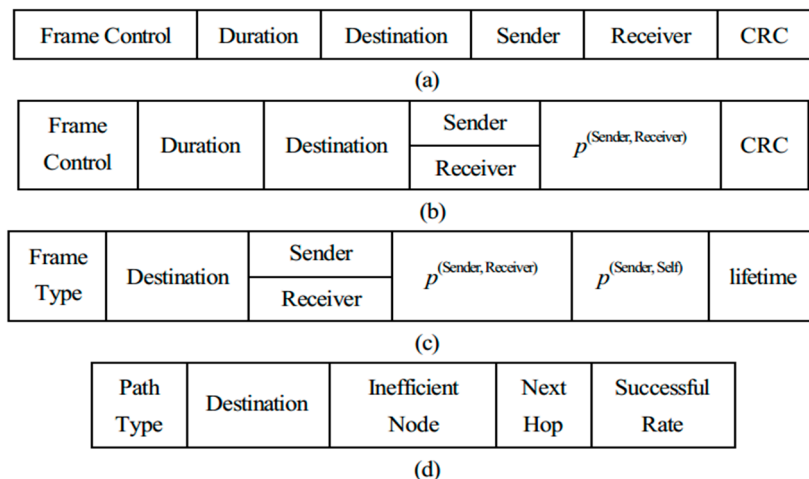 Frame Control Duration Destination Sender Receiver CRC
(a)
Frame Control Duration Destination Sender Receiver p(Sender, Receiver) CRC
(b)
Frame Type Destination Sender Receiver p(Sender, Receiver) p(Sender, Self) lifetime
(c)
Path Type Destination Inefficient Node Next Hop Successful Rate
(d)